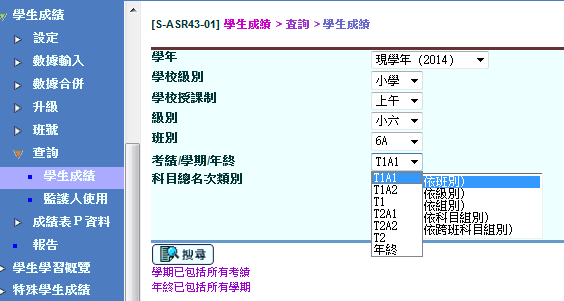 學生成績
設定
數據輸入
數據合併
升級
班號
查詢
學生成績
監護人使用
成績表P資料
報告
學生學習概覽
特殊學生成績
[S-ASR43-01] 學生成績 > 查詢 > 學生成績
學年 現學年 (2014)
學校級別 小學
學校授課制 上午
級別 小六
班別 6A
考績/學期/年終 T1A1
科目總名次類別
T1A1
T1A2
T1
T2A1
T2A2
T2
年終
(依班別)
(依級別)
(依組別)
(依科目組別)
(依跨班科目組別)
搜尋
學期已包括所有考績
年終已包括所有學期